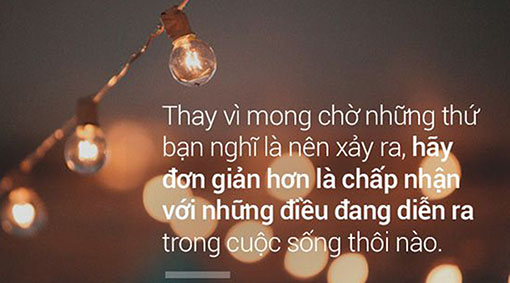 Thay vì mong chờ những thứ
bạn nghĩ là nên xảy ra, hãy
đơn giản hơn là chấp nhận
với những điều đang diễn ra
trong cuộc sống thôi nào.